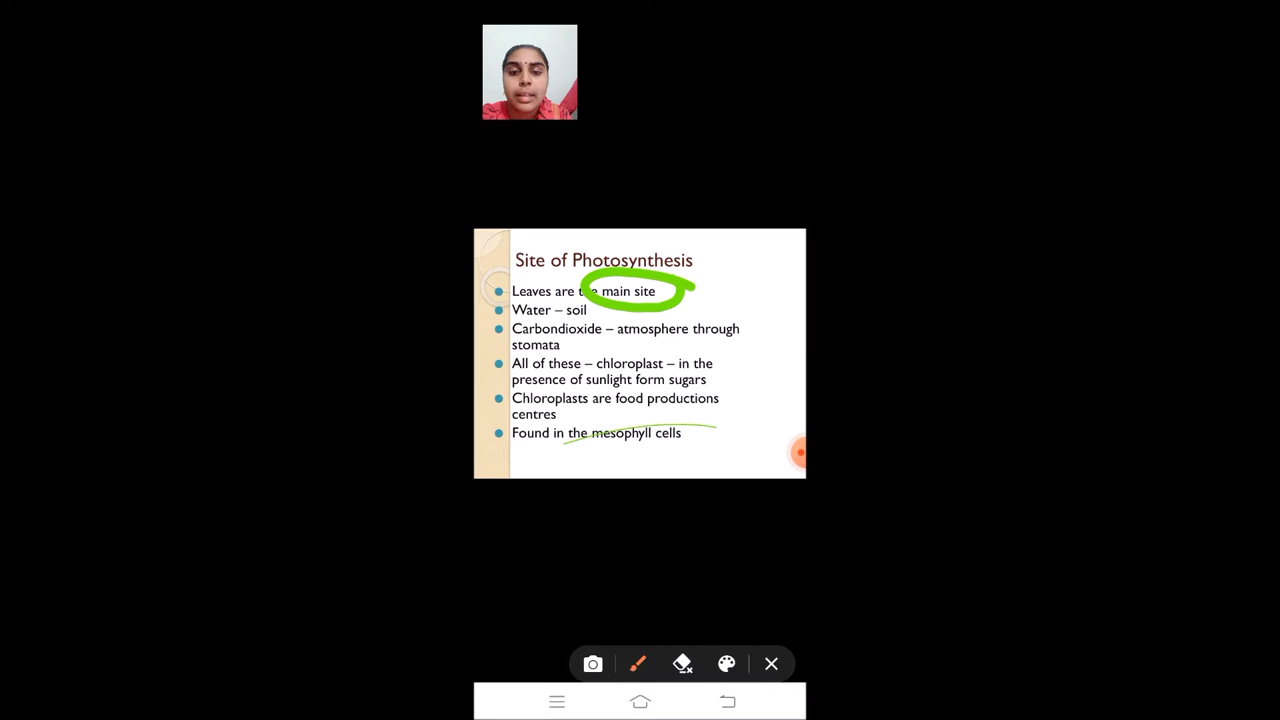 Site of Photosynthesis
Leaves are the main site
Water – soil
Carbondioxide – atmosphere through
stomata
All of these – chloroplast – in the
presence of sunlight form sugars
Chloroplasts are food productions
centres
Found in the mesophyll cells